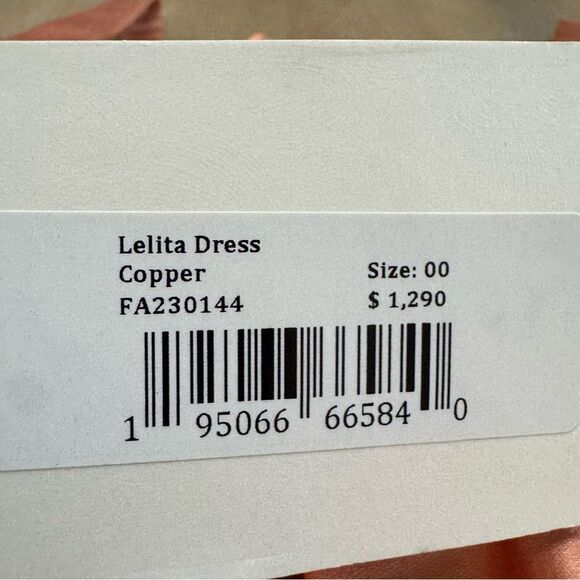 Lelita Dress
Copper
Size: 00
FA230144
$ 1,290
1 95066 66584 0